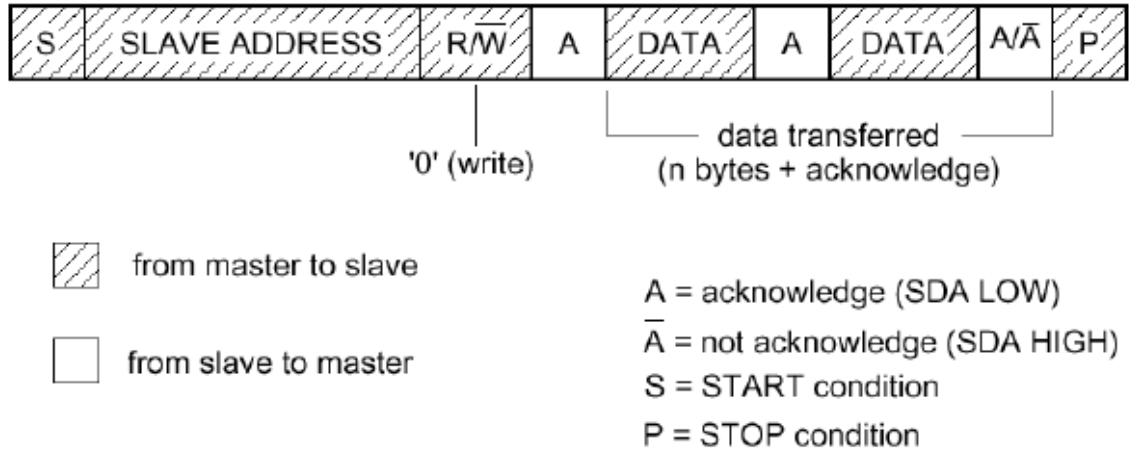 S SLAVE ADDRESS R/W̅ A DATA A DATA A/A̅ P
'0' (write)
data transferred
(n bytes + acknowledge)
from master to slave
from slave to master
A = acknowledge (SDA LOW)
A̅ = not acknowledge (SDA HIGH)
S = START condition
P = STOP condition